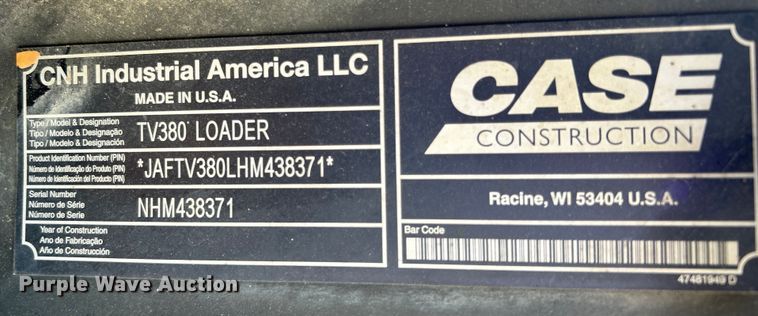 CNH Industrial America LLC
MADE IN U.S.A.
Type / Model & Designation
Tipo / Modelo & Designação
Tipo / Modelo & Designación
TV380 LOADER
Product Identification Number (PIN)
Número de Identificação do Produto (PIN)
Número de Identificación del Producto (PIN)
*JAFTV380LHM438371*
Serial Number
Número de Série
Número de Serie
NHM438371
Year of Construction
Ano de Fabricação
Año de Construcción
CASE
CONSTRUCTION
Racine, WI 53404 U.S.A.
Bar Code
47481949 D
Purple Wave Auction